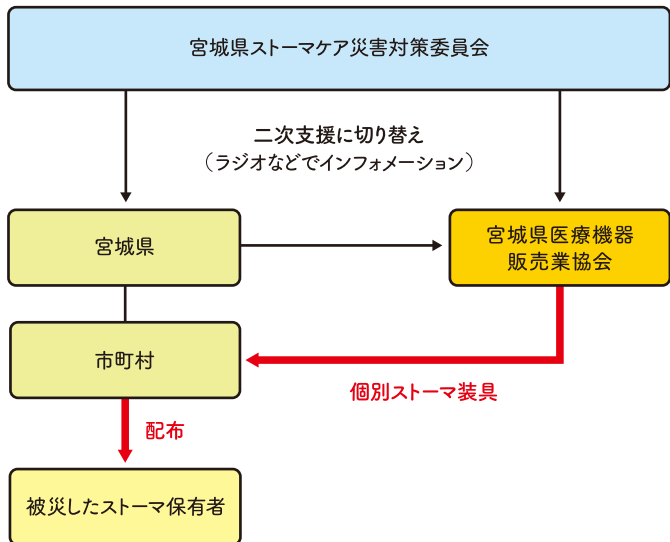 宮城県ストーマケア災害対策委員会
二次支援に切り替え
（ラジオなどでインフォメーション）
宮城県
宮城県医療機器
販売業協会
市町村
個別ストーマ装具
配布
被災したストーマ保有者